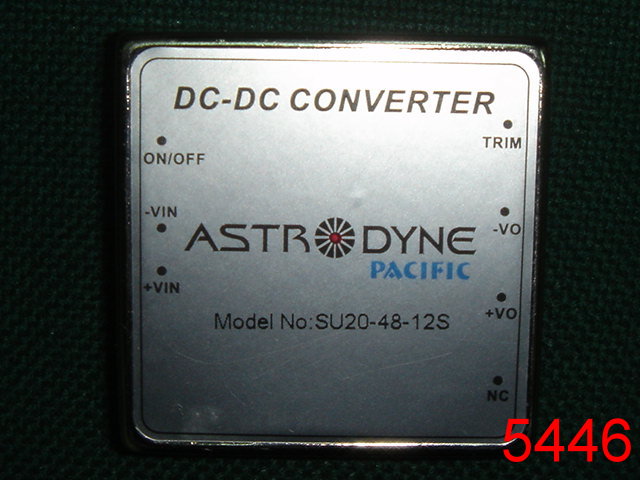 DC-DC CONVERTER
TRIM
ON/OFF
-VIN
-VO
ASTRODYNE
PACIFIC
+VIN
+VO
Model No:SU20-48-12S
NC
5446